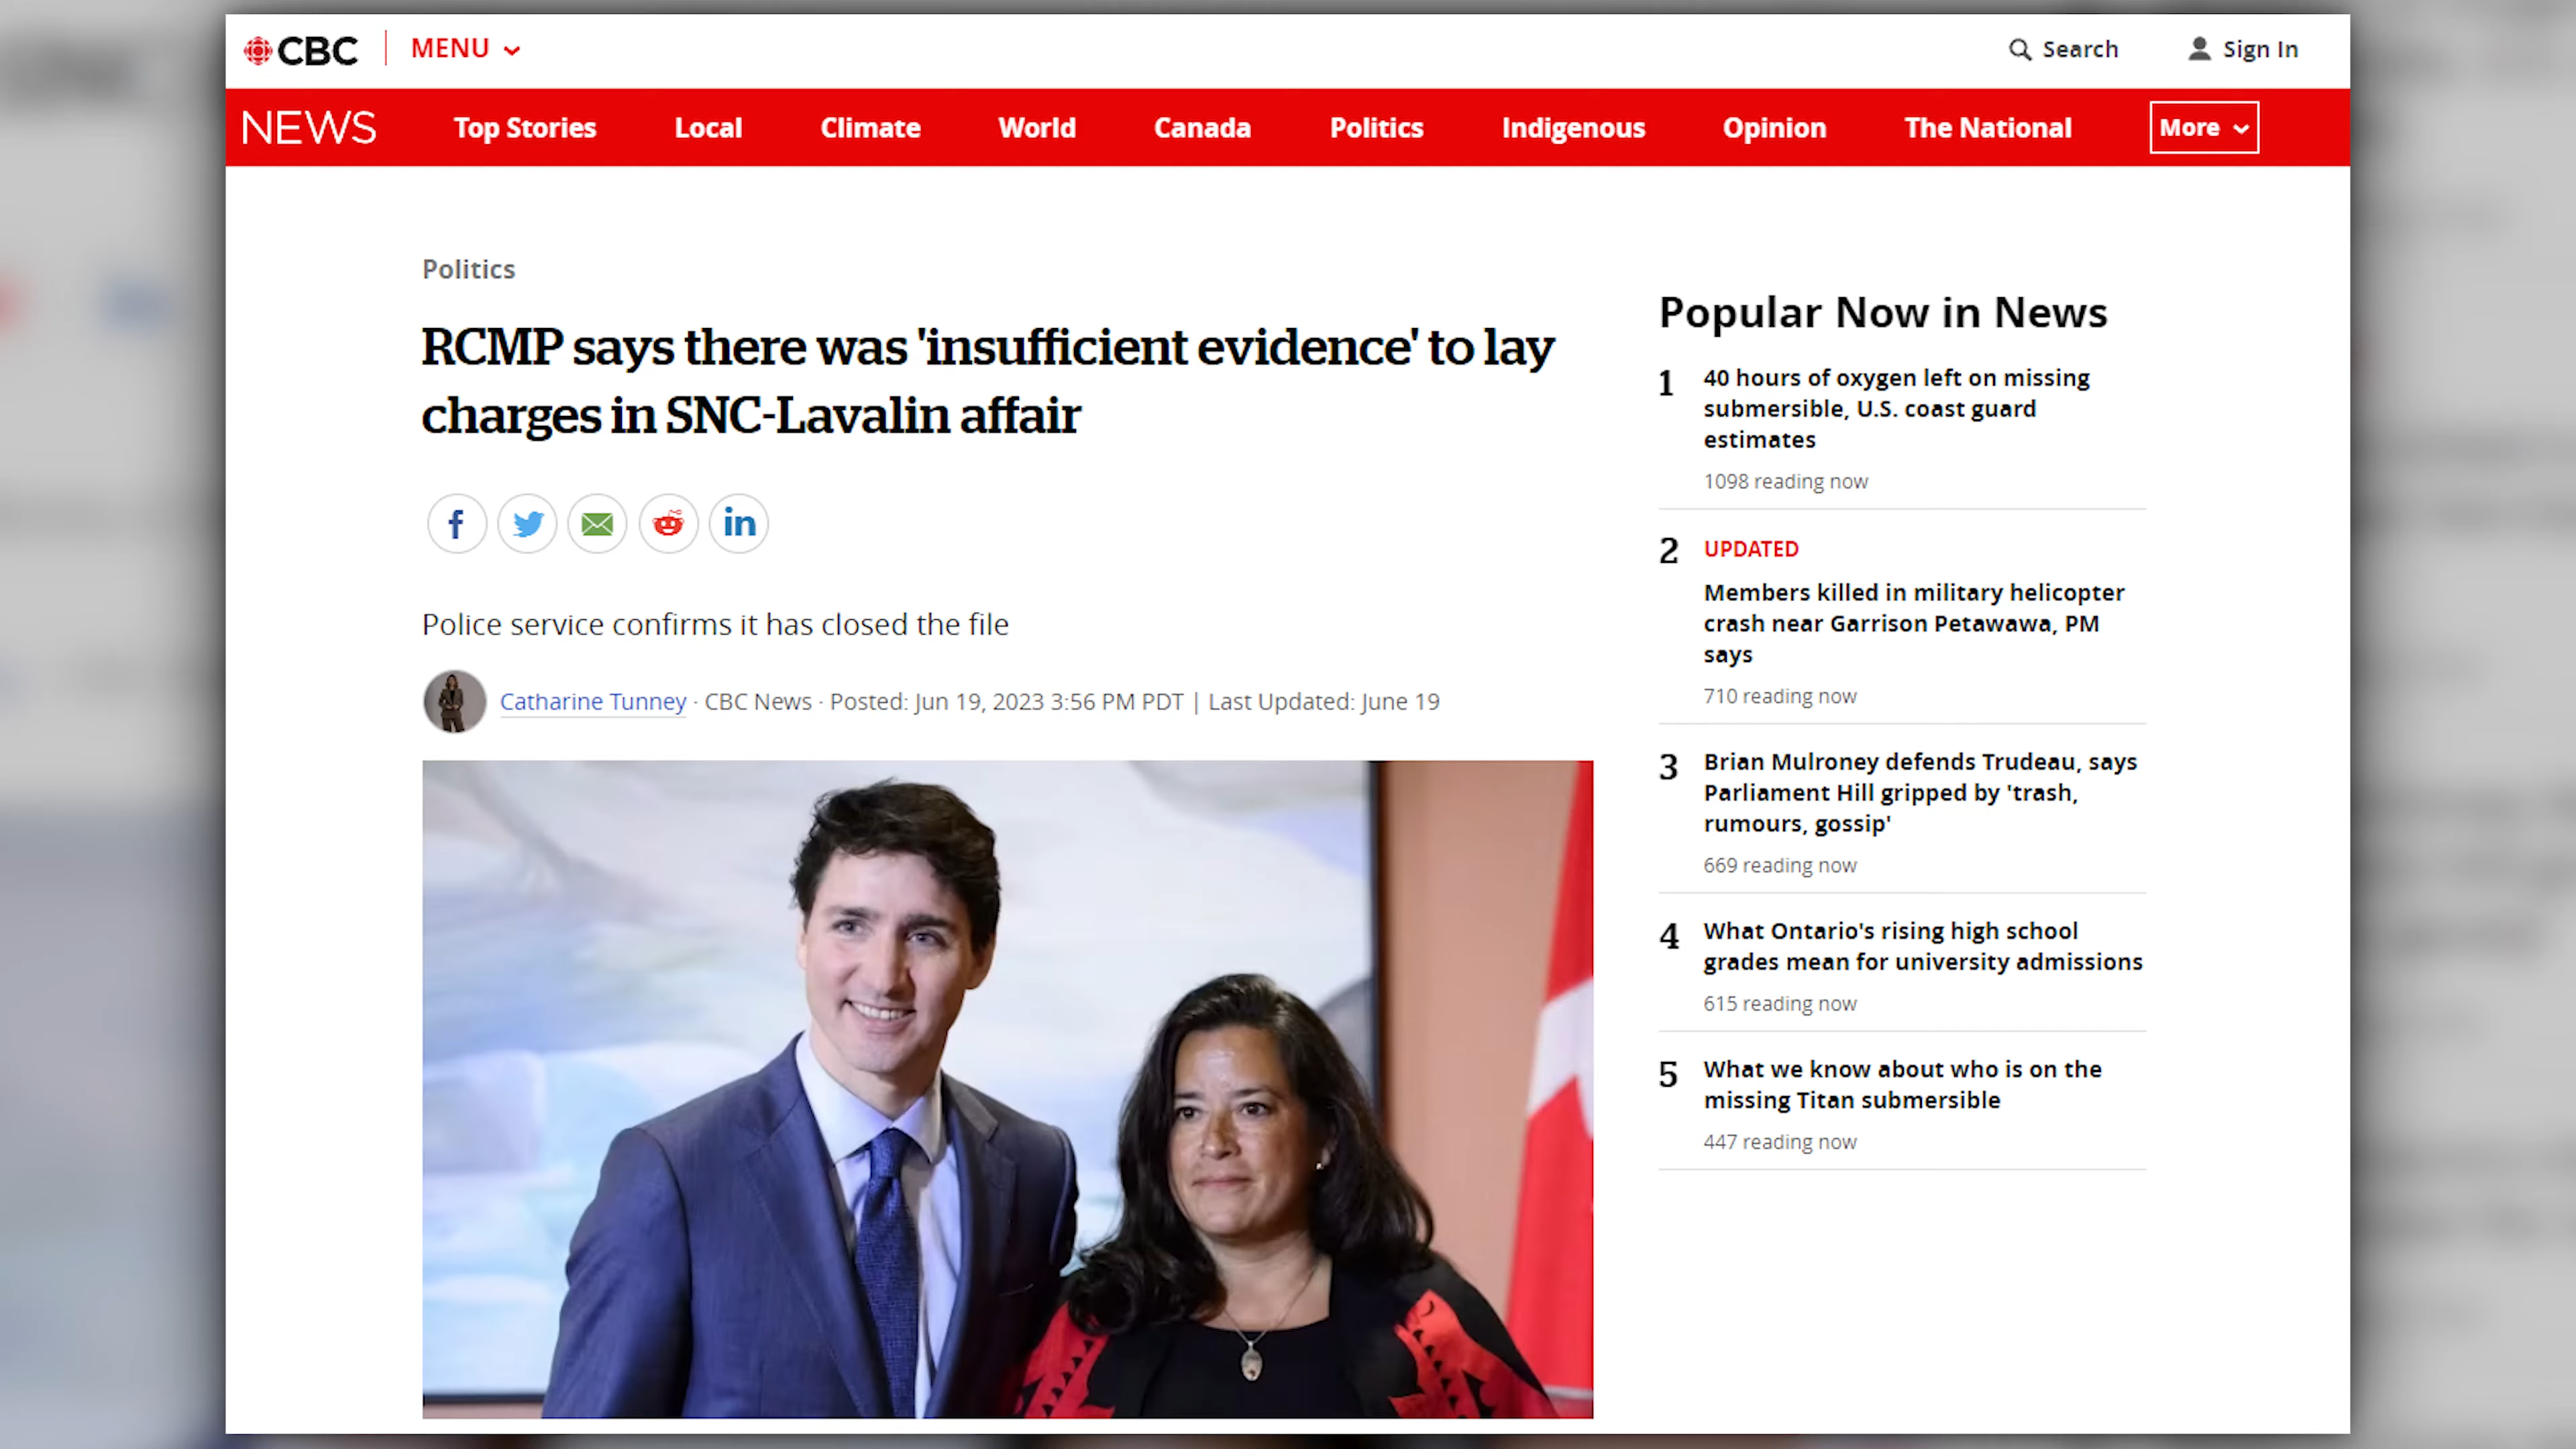 CBC
MENU
Search
Sign In
NEWS
Top Stories
Local
Climate
World
Canada
Politics
Indigenous
Opinion
The National
More
Politics
RCMP says there was 'insufficient evidence' to lay
charges in SNC-Lavalin affair
f
in
Police service confirms it has closed the file
Catharine Tunney · CBC News · Posted: Jun 19, 2023 3:56 PM PDT | Last Updated: June 19
Popular Now in News
1
40 hours of oxygen left on missing
submersible, U.S. coast guard
estimates
1098 reading now
2
UPDATED
Members killed in military helicopter
crash near Garrison Petawawa, PM
says
710 reading now
3
Brian Mulroney defends Trudeau, says
Parliament Hill gripped by 'trash,
rumours, gossip'
669 reading now
4
What Ontario's rising high school
grades mean for university admissions
615 reading now
5
What we know about who is on the
missing Titan submersible
447 reading now